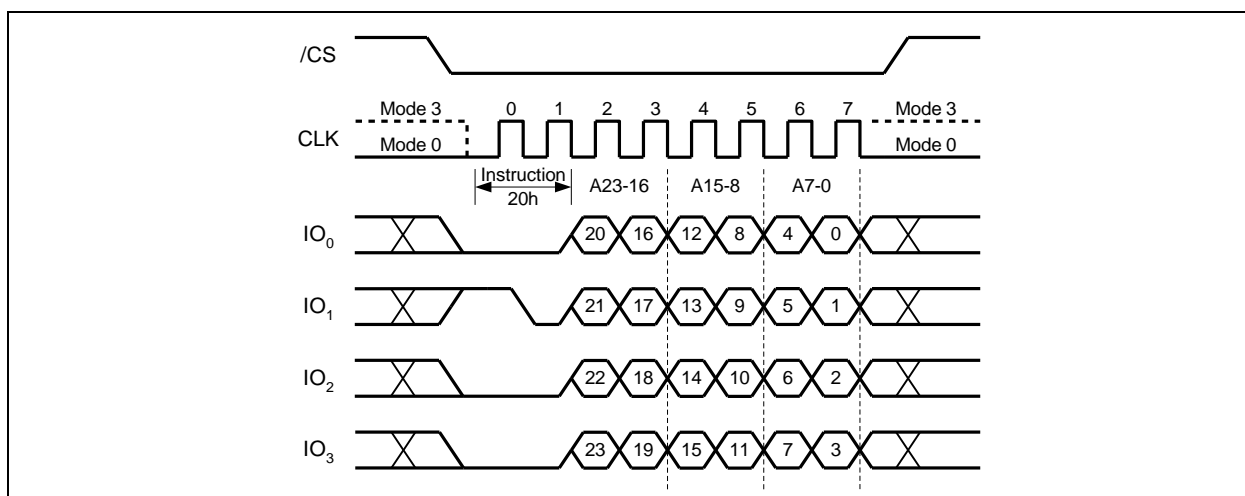 /CS
Mode 3 0 1 2 3 4 5 6 7 Mode 3
CLK
Mode 0 Mode 0
Instruction A23-16 A15-8 A7-0
20h
IO0 20 16 12 8 4 0
IO1 21 17 13 9 5 1
IO2 22 18 14 10 6 2
IO3 23 19 15 11 7 3